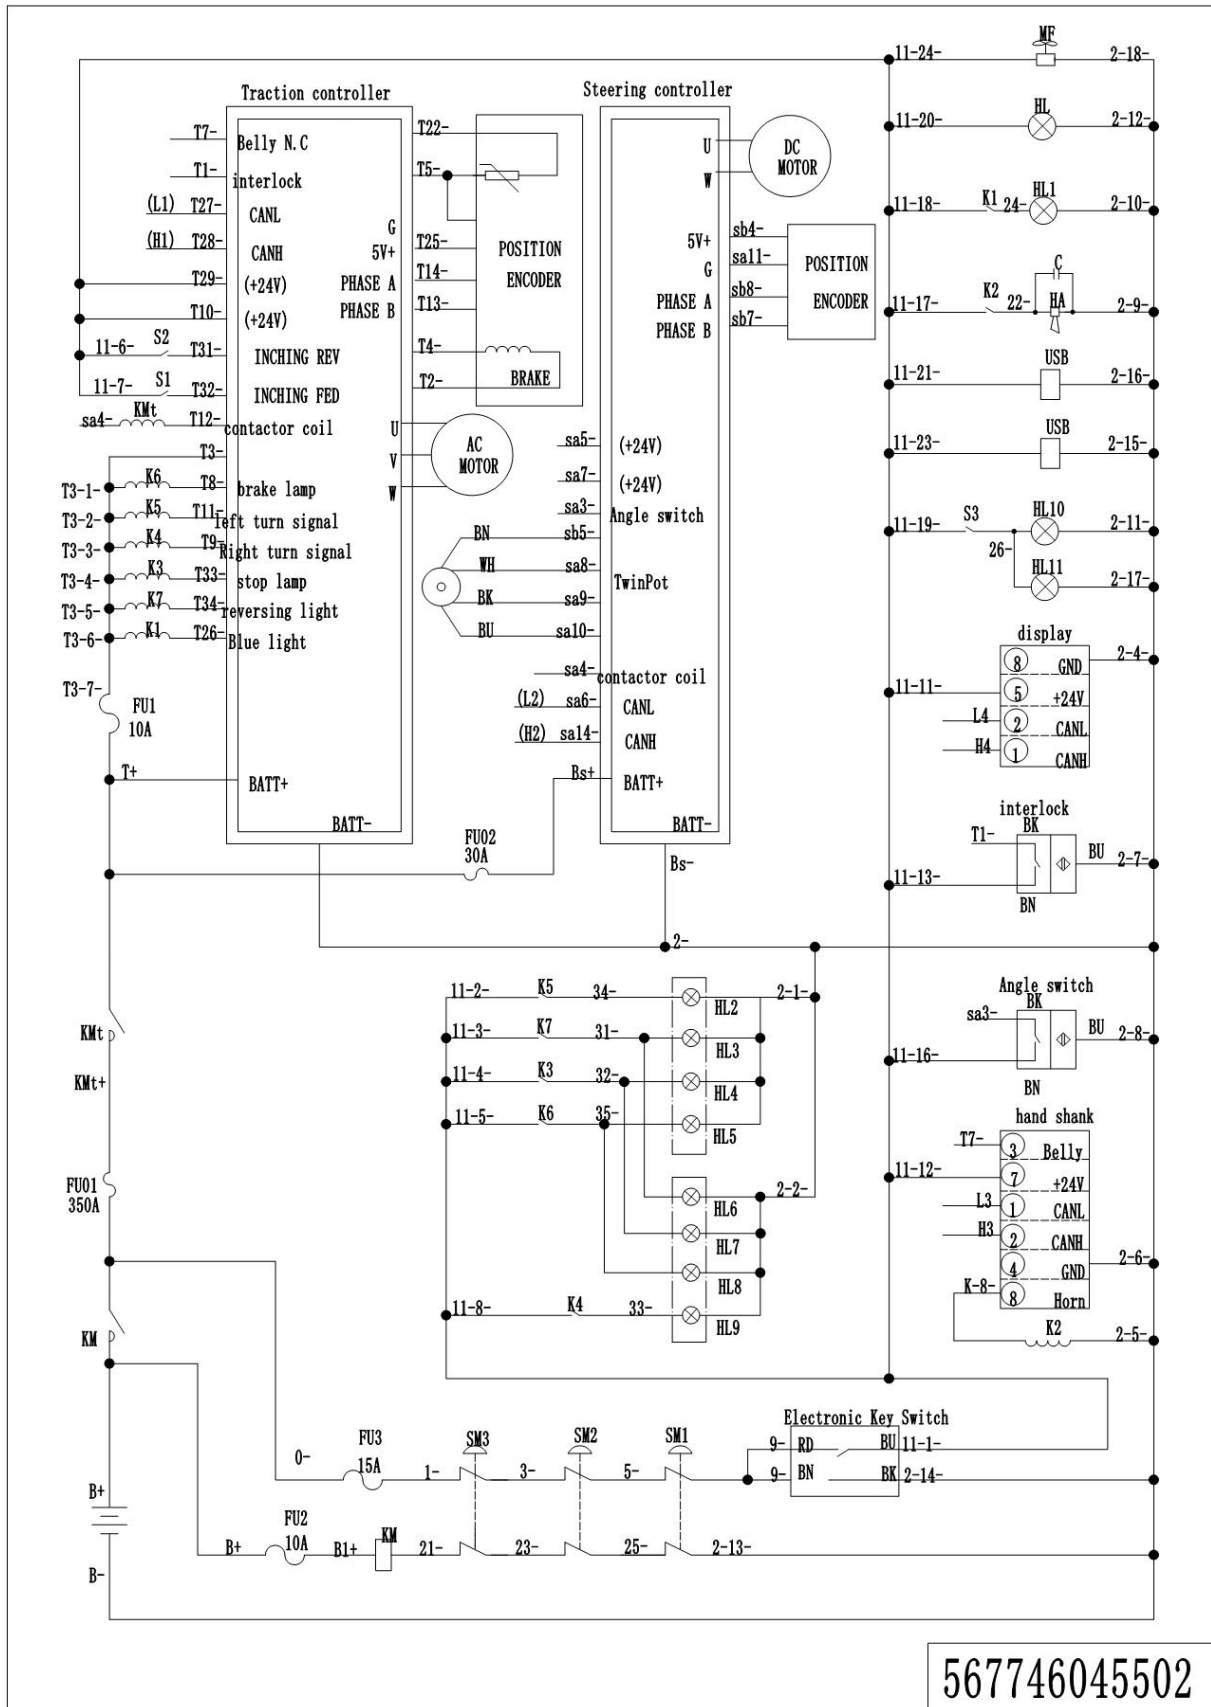 MF
11-24-
2-18-
Traction controller
Steering controller
HL
11-20-
2-12-
T7-
Belly N.C
T22-
U
DC
MOTOR
W
T1-
interlock
T5-
(L1) T27-
CANL
K1
24-
HL1
11-18-
2-10-
G
sb4-
(H1) T28-
CANH
5V+
T25-
POSITION
ENCODER
5V+
G
sa11-
POSITION
ENCODER
T29-
(+24V)
PHASE A
T14-
PHASE A
sb8-
C
T10-
(+24V)
PHASE B
T13-
PHASE B
sb7-
11-17-
K2
22-
HA
2-9-
11-6-
S2
T31-
INCHING REV
T4-
USB
11-21-
2-16-
11-7-
S1
T32-
INCHING FED
T2-
BRAKE
sa4-
KMt
T12-
contactor coil
U
AC
MOTOR
V
W
USB
11-23-
2-15-
T3-
sa5-
(+24V)
T3-1-
K6
T8-
brake lamp
sa7-
(+24V)
T3-2-
K5
T11-
left turn signal
sa3-
Angle switch
T3-3-
K4
T9-
Right turn signal
BN
sb5-
11-19-
S3
HL10
2-11-
26-
T3-4-
K3
T33-
stop lamp
WH
sa8-
TwinPot
HL11
2-17-
T3-5-
K7
T34-
reversing light
BK
sa9-
T3-6-
K1
T26-
Blue light
BU
sa10-
display
8
GND
2-4-
T3-7-
FU1
10A
sa4-
contactor coil
11-11-
5
+24V
(L2) sa6-
CANL
L4
2
CANL
(H2) sa14-
CANH
H4
1
CANH
T+
BATT+
Bs+
BATT+
BATT-
BATT-
interlock
BK
T1-
BU
2-7-
11-13-
BN
FU02
30A
Bs-
2-
11-2-
K5
34-
HL2
2-1-
Angle switch
BK
sa3-
BU
2-8-
11-16-
BN
11-3-
K7
31-
HL3
KMt
KMt+
11-4-
K3
32-
HL4
11-5-
K6
35-
HL5
hand shank
T7-
3
Belly
11-12-
7
+24V
FU01
350A
HL6
2-2-
L3
1
CANL
HL7
H3
2
CANH
HL8
4
GND
2-6-
K-8-
8
Horn
11-8-
K4
33-
HL9
K2
2-5-
KM
Electronic Key Switch
0-
FU3
15A
1-
SM3
3-
SM2
5-
SM1
9-
RD
BU
11-1-
9-
BN
BK
2-14-
B+
FU2
10A
B+
B1+
KM
21-
23-
25-
2-13-
B-
567746045502